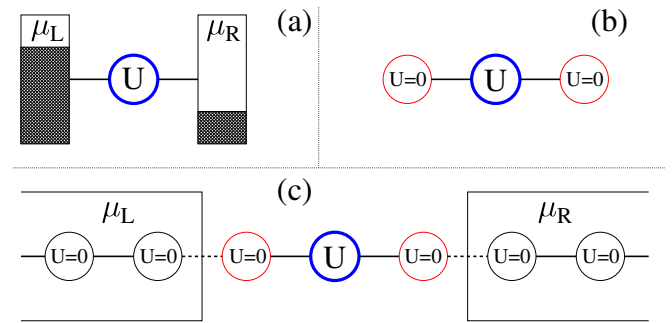 μL U μR (a)
U=0 U U=0 (b)
(c)
μL μR
U=0 U=0 U=0 U U=0 U=0 U=0